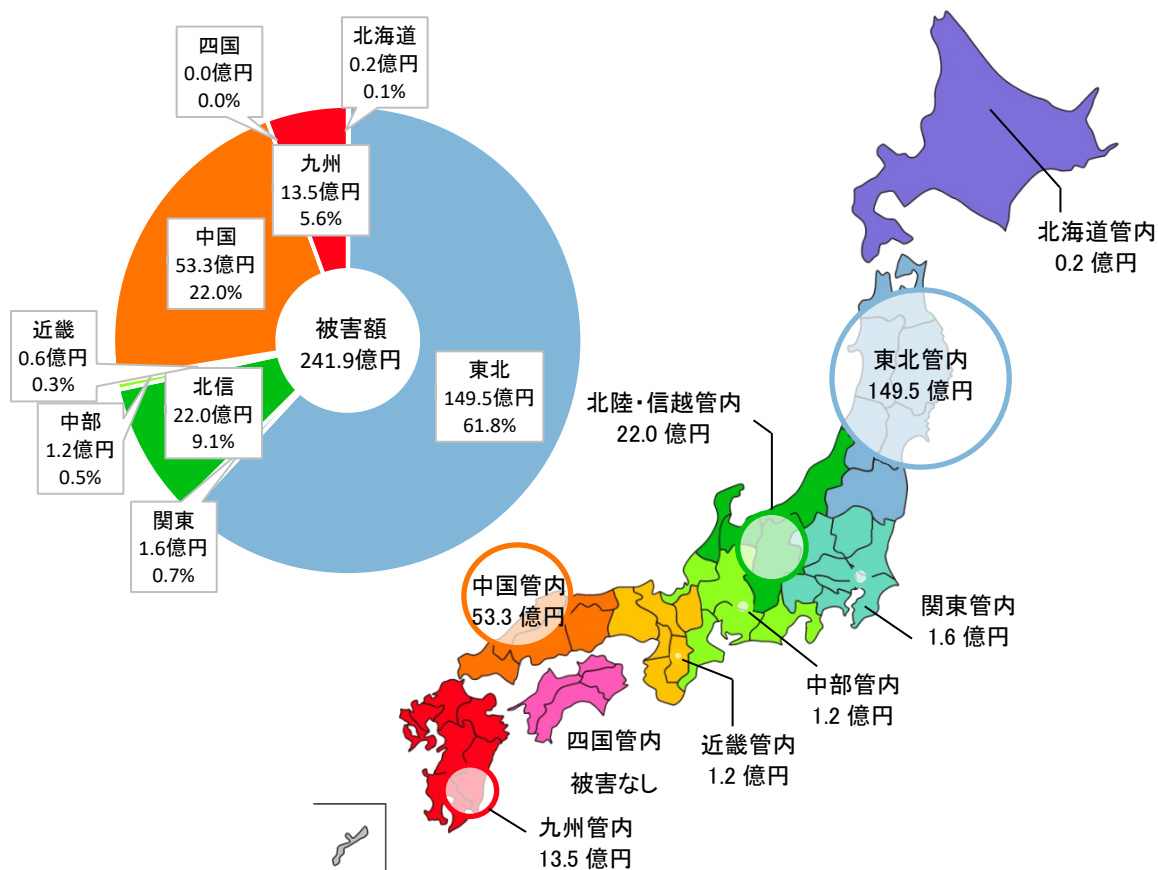 四国
0.0億円
0.0%
北海道
0.2億円
0.1%
九州
13.5億円
5.6%
中国
53.3億円
22.0%
近畿
0.6億円
0.3%
中部
1.2億円
0.5%
北信
22.0億円
9.1%
関東
1.6億円
0.7%
被害額
241.9億円
東北
149.5億円
61.8%
北海道管内
0.2 億円
東北管内
149.5 億円
北陸・信越管内
22.0 億円
中国管内
53.3 億円
関東管内
1.6 億円
中部管内
1.2 億円
近畿管内
1.2 億円
四国管内
被害なし
九州管内
13.5 億円